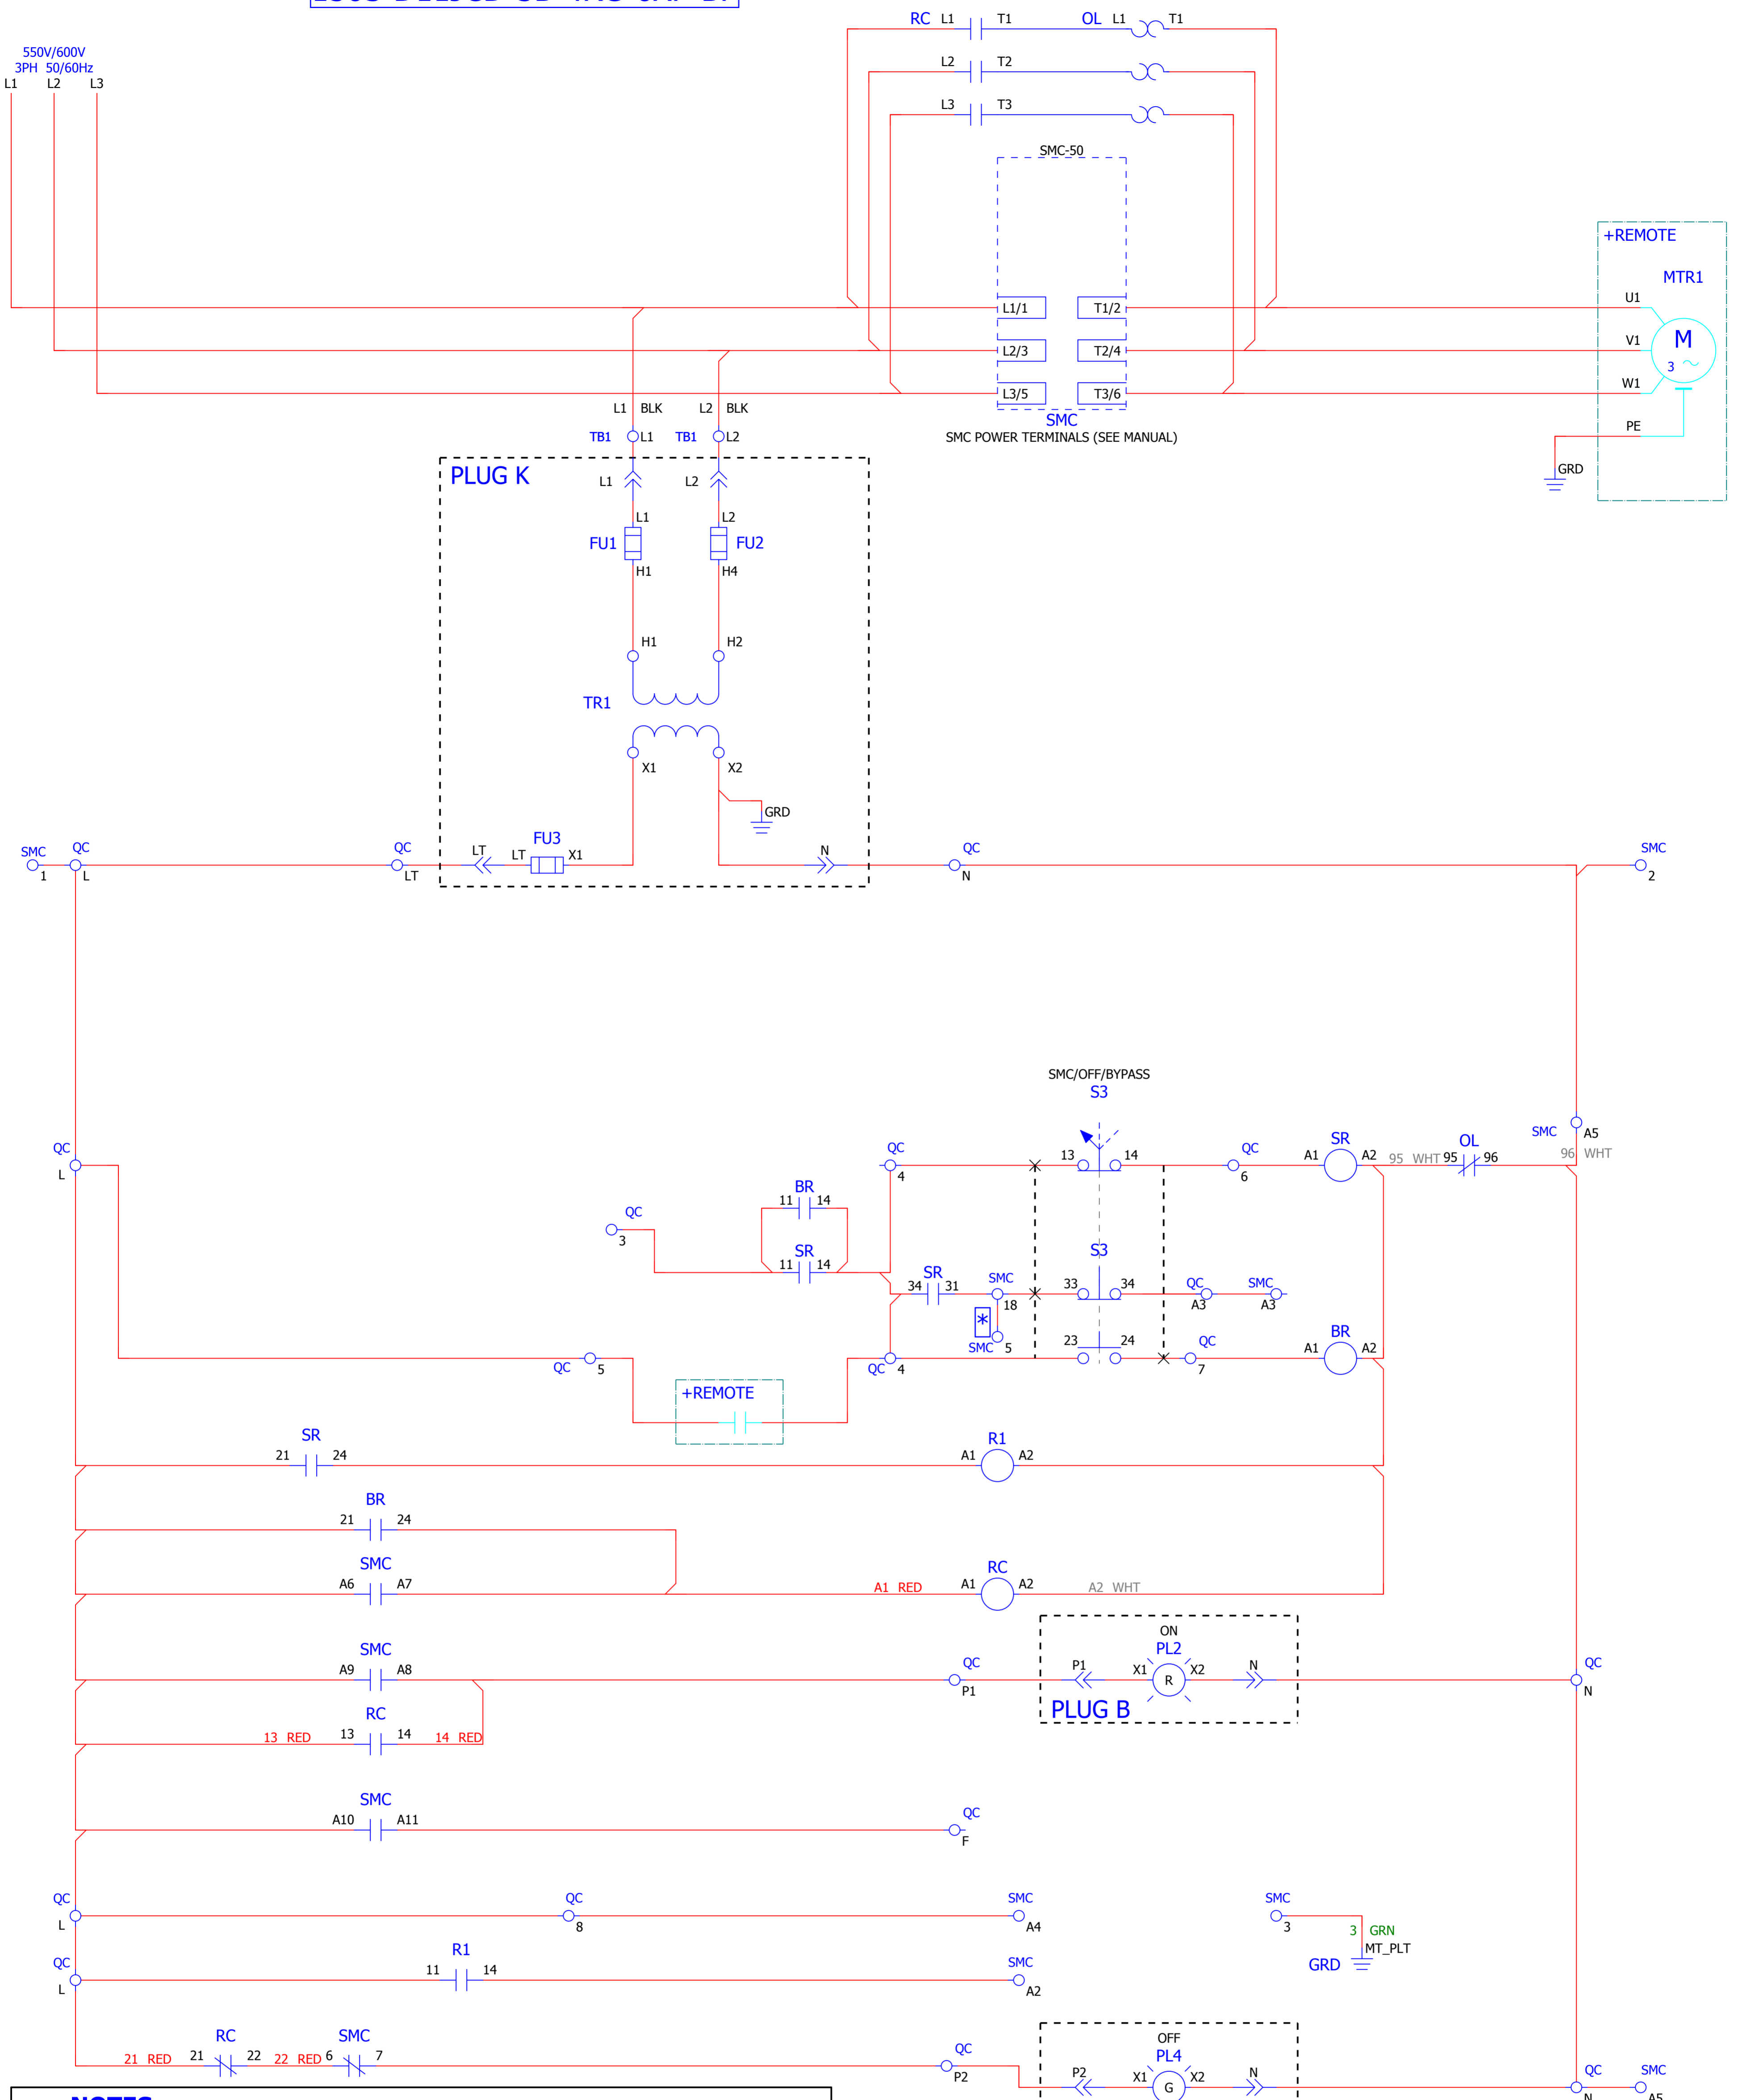 RC L1 T1 OL L1 T1
550V/600V
3PH 50/60Hz
L1 L2 L3
L2 T2
L3 T3
SMC-50
+REMOTE
MTR1
L1/1 T1/2 U1
L2/3 T2/4 V1 M
3
L3/5 T3/6 W1
SMC
SMC POWER TERMINALS (SEE MANUAL)
L1 BLK L2 BLK
PE
TB1 L1 TB1 L2
GRD
PLUG K
L1 L2
L1 L2
FU1 FU2
H1 H4
H1 H2
TR1
X1 X2
GRD
SMC QC QC LT LT FU3 X1 N QC SMC
1 L LT N 2
SMC/OFF/BYPASS
S3
SMC A5
QC QC 13 14 QC SR OL
L 4 6 A1 A2 95 WHT 95 96 96 WHT
BR
11 14
QC
3
SR
11 14
S3
SR
34 31
SMC
18
33 34
QC
A3
SMC
A3
*
SMC 5
23 24
QC
7
BR
A1 A2
QC 5
QC 4
+REMOTE
SR
21 24
R1
A1 A2
BR
21 24
SMC
A6 A7
A1 RED
RC
A1 A2
A2 WHT
ON
PL2
SMC
A9 A8
QC
P1
P1 X1 R X2 N
QC
N
PLUG B
RC
13 RED 13 14 14 RED
SMC
A10 A11
QC
F
QC QC SMC SMC
L 8 A4 3
3 GRN
MT_PLT
GRD
QC R1 SMC
L 11 14 A2
OFF
PL4
RC SMC
21 RED 21 22 22 RED 6 7
QC
P2
P2 X1 G X2 N
QC SMC
N A5